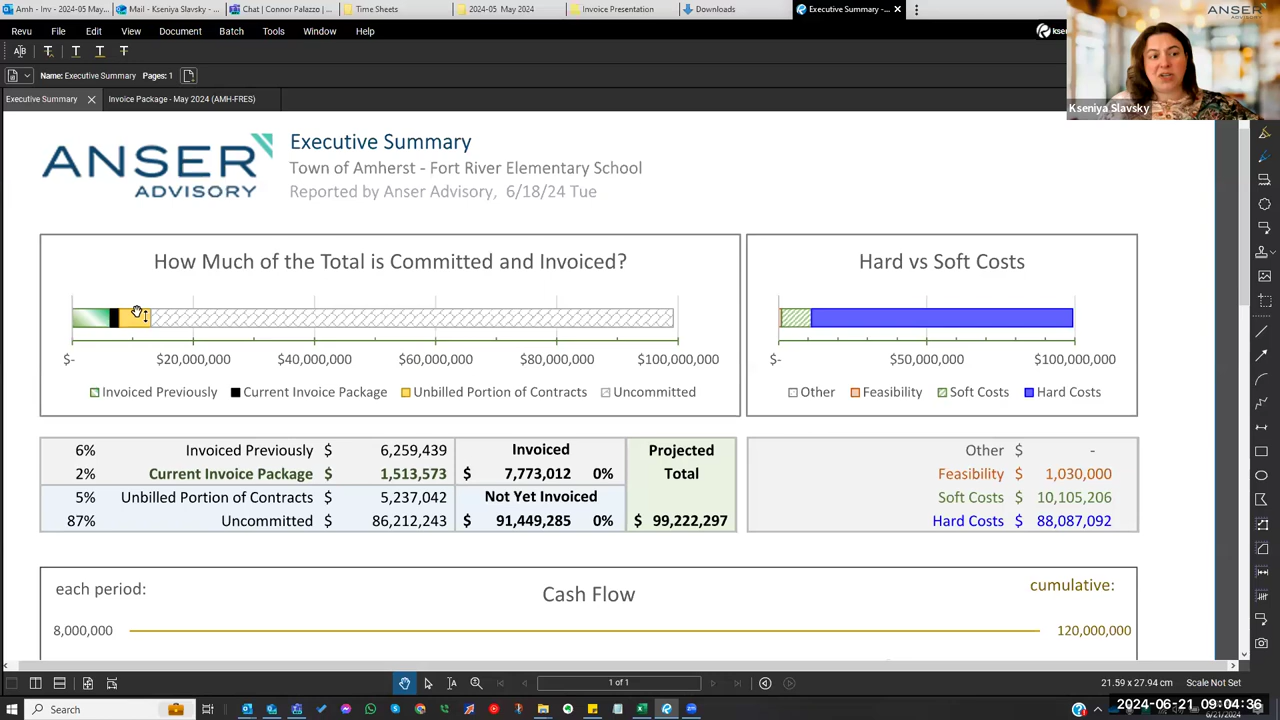 Amh - Inv - 2024-05 May...
Mail - Kseniya Slavsky - ...
Chat | Connor Palazzo | ...
Time Sheets
2024-05 May 2024
Invoice Presentation
Downloads
Executive Summary - ...
ANSER
ADVISORY
Revu File Edit View Document Batch Tools Window Help
Name: Executive Summary Pages: 1
Kseniya Slavsky
Executive Summary
Invoice Package - May 2024 (AMH-FRES)
ANSER
ADVISORY
Executive Summary
Town of Amherst - Fort River Elementary School
Reported by Anser Advisory, 6/18/24 Tue
How Much of the Total is Committed and Invoiced?
$- $20,000,000 $40,000,000 $60,000,000 $80,000,000 $100,000,000
Invoiced Previously Current Invoice Package Unbilled Portion of Contracts Uncommitted
Hard vs Soft Costs
$- $50,000,000 $100,000,000
Other Feasibility Soft Costs Hard Costs
6% Invoiced Previously $ 6,259,439 Invoiced Projected
2% Current Invoice Package $ 1,513,573 $ 7,773,012 0% Total
5% Unbilled Portion of Contracts $ 5,237,042 Not Yet Invoiced
87% Uncommitted $ 86,212,243 $ 91,449,285 0% $ 99,222,297
Other $ -
Feasibility $ 1,030,000
Soft Costs $ 10,105,206
Hard Costs $ 88,087,092
each period: Cash Flow cumulative:
8,000,000 120,000,000
1 of 1
21.59 x 27.94 cm Scale Not Set
Search
2024-06-21 09:04:36
6/21/2024